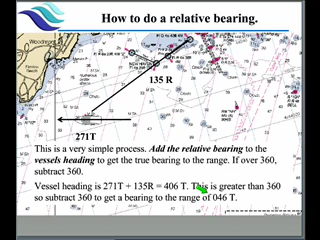 How to do a relative bearing.
135 R
271T
This is a very simple process. Add the relative bearing to the
vessels heading to get the true bearing to the range. If over 360,
subtract 360.
Vessel heading is 271T + 135R = 406 T. This is greater than 360
so subtract 360 to get a bearing to the range of 046 T.